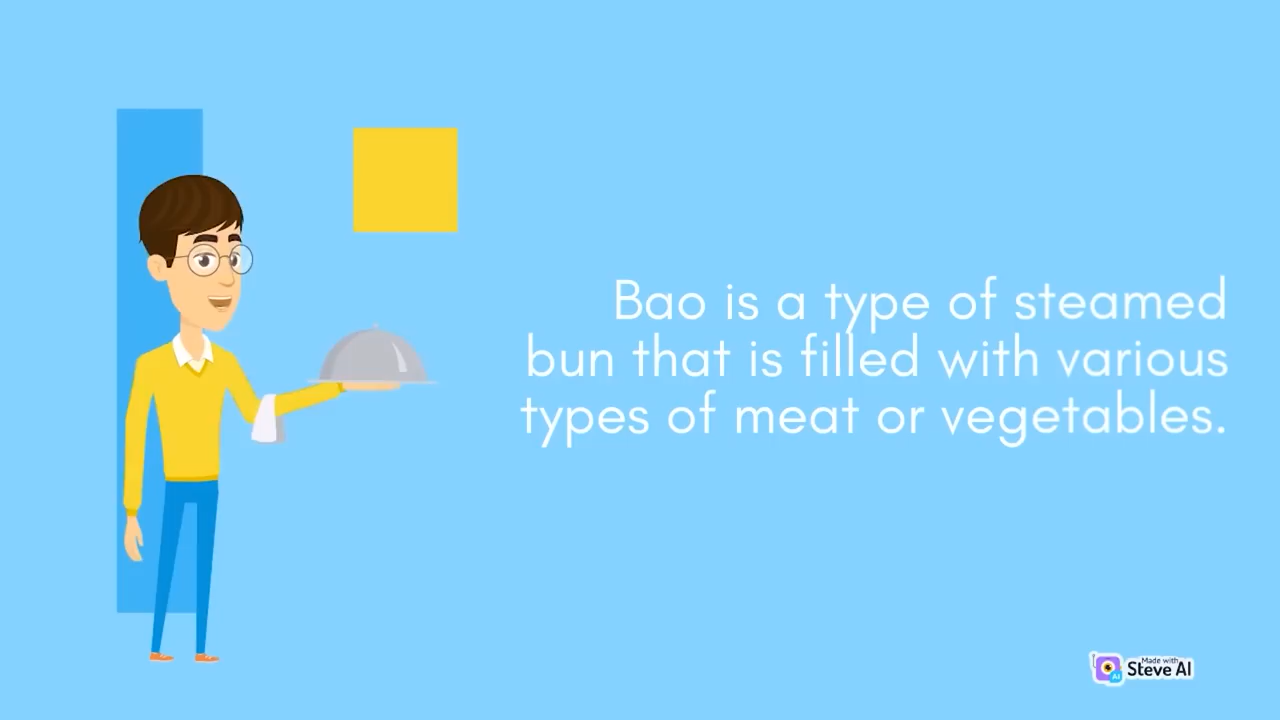 Bao is a type of steamed
bun that is filled with various
types of meat or vegetables.
Made with
Steve AI
AI